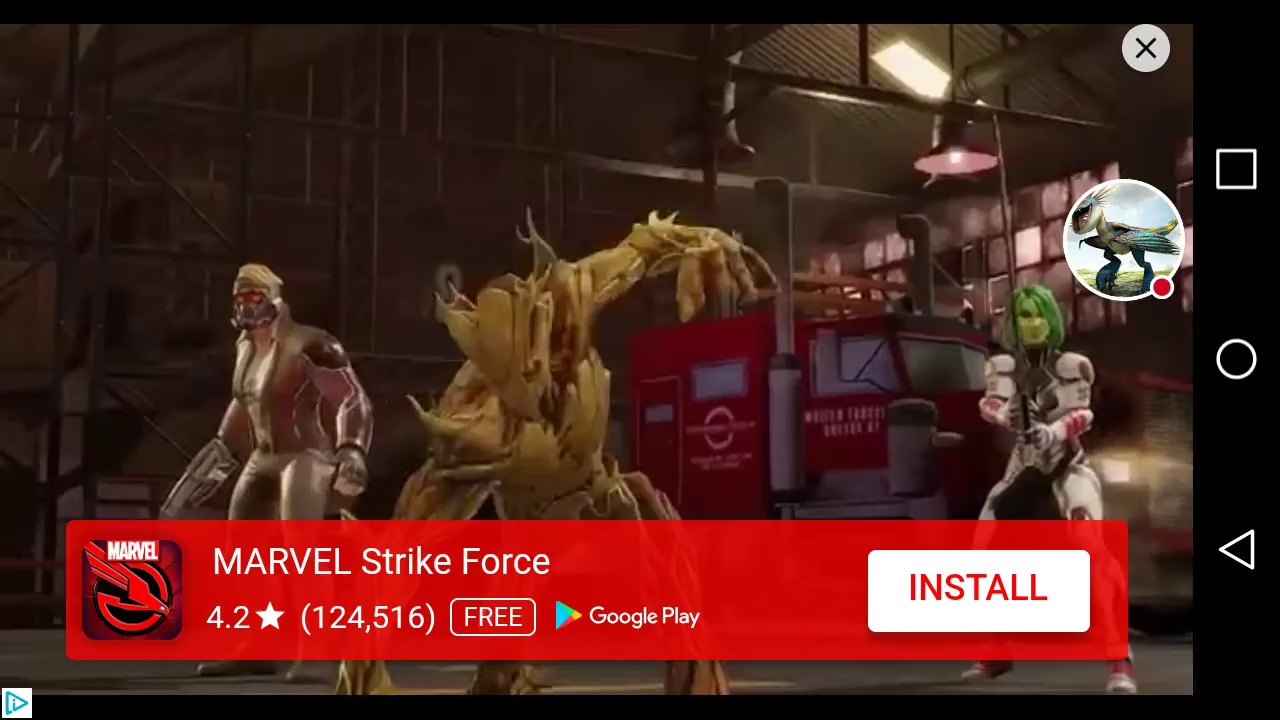 MARVEL
MARVEL Strike Force
4.2★ (124,516) FREE Google Play
INSTALL